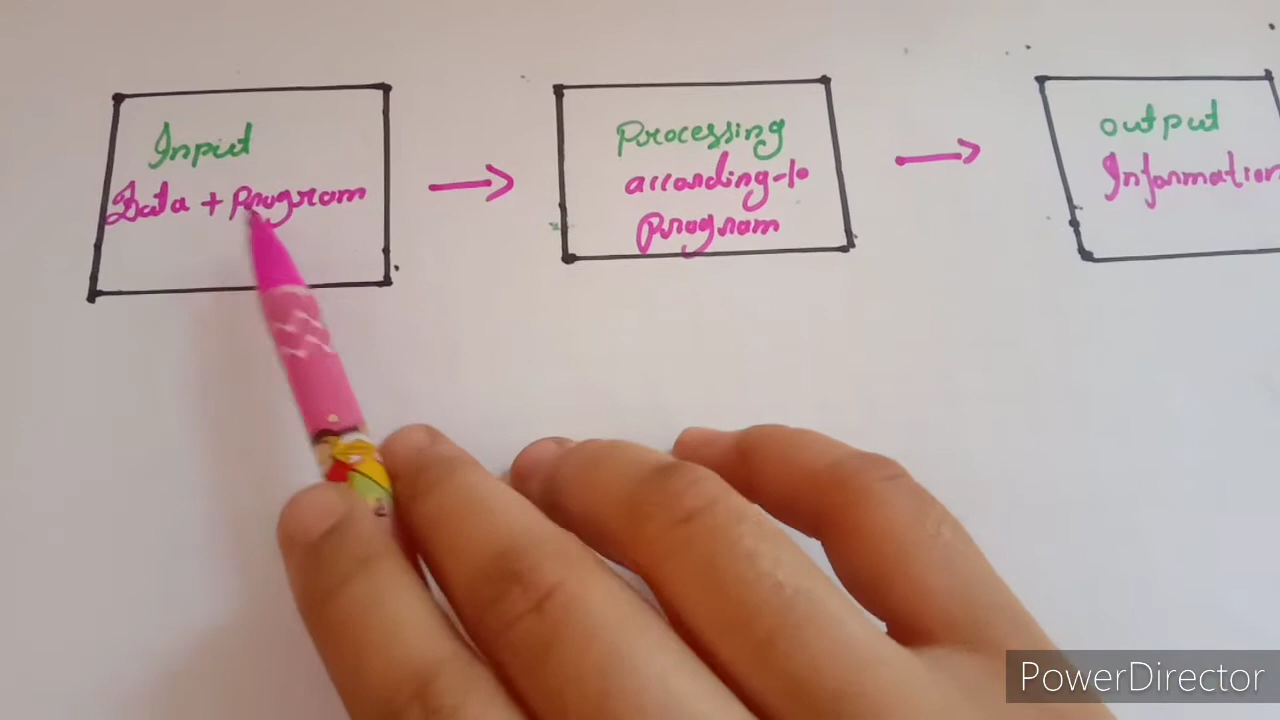 Input
Data + Program
Processing
according-to
program
output
Information
PowerDirector